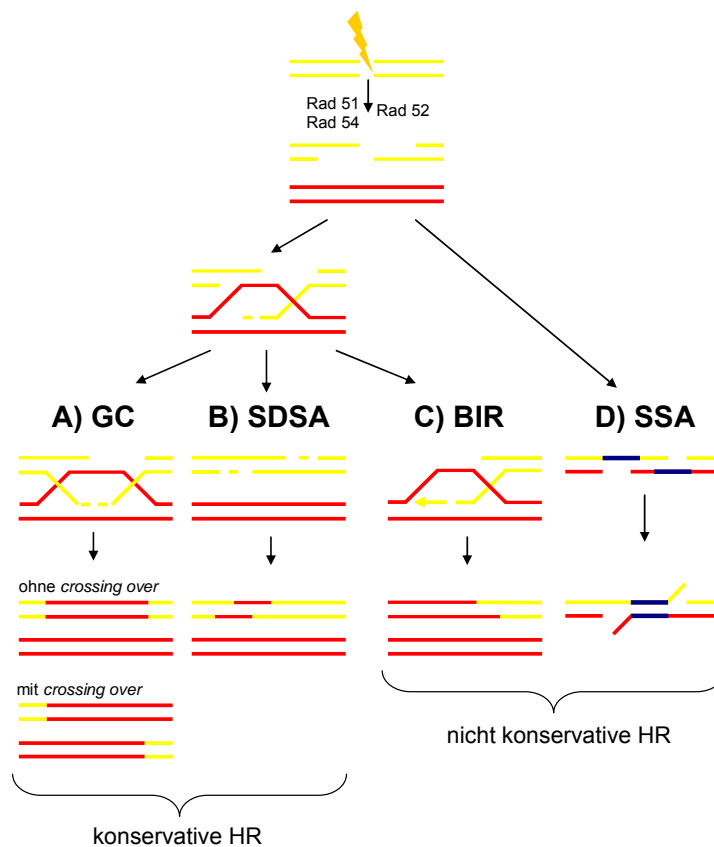 Rad 51
Rad 52
Rad 54
A) GC
B) SDSA
C) BIR
D) SSA
ohne crossing over
mit crossing over
nicht konservative HR
konservative HR